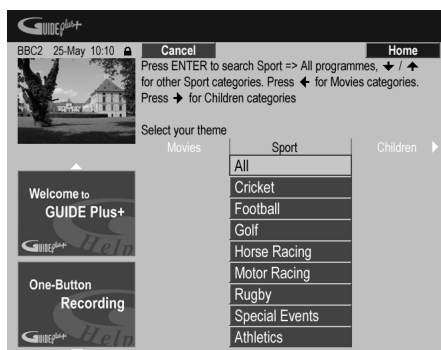 GUIDE plus+
BBC2 25-May 10:10
Cancel
Home
Press ENTER to search Sport => All programmes, ↓ / ↑
for other Sport categories. Press ← for Movies categories.
Press → for Children categories
Select your theme
Movies
Sport
Children
All
Cricket
Football
Golf
Horse Racing
Motor Racing
Rugby
Special Events
Athletics
Welcome to
GUIDE Plus+
GUIDE plus+ Help
One-Button
Recording
GUIDE plus+ Help